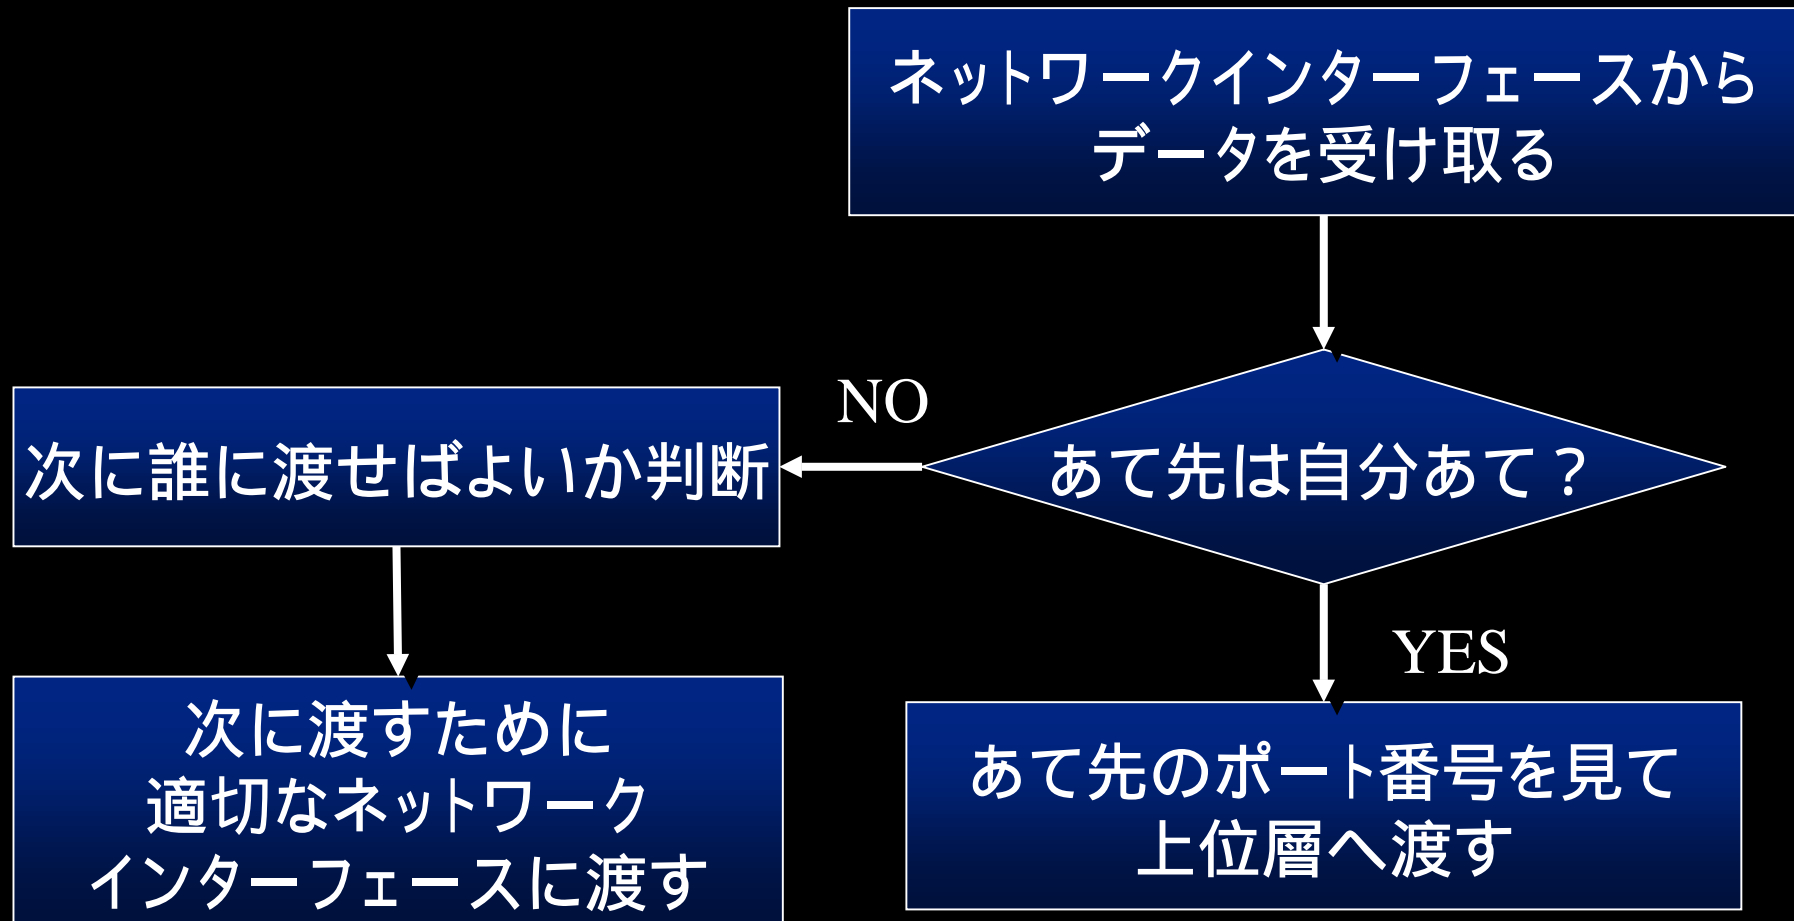 ネットワークインターフェースから
データを受け取る
NO
次に誰に渡せばよいか判断
あて先は自分あて？
YES
次に渡すために
適切なネットワーク
インターフェースに渡す
あて先のポート番号を見て
上位層へ渡す